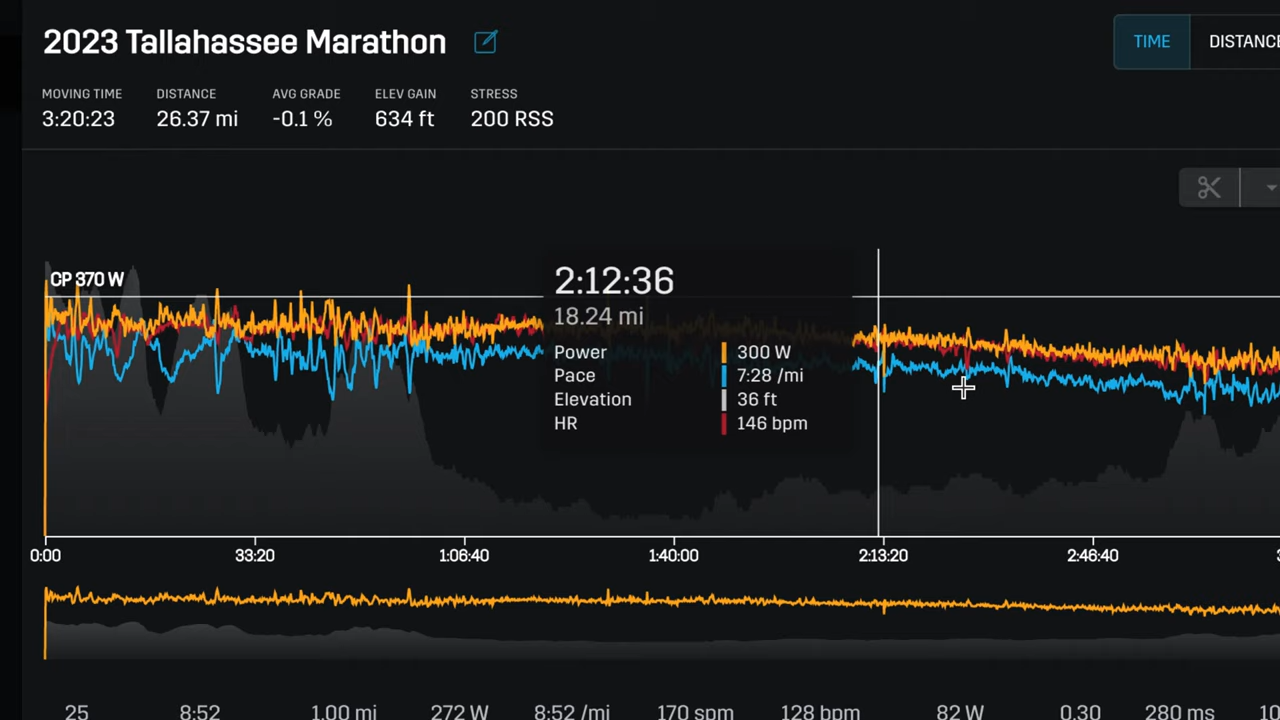 2023 Tallahassee Marathon
TIME DISTANCE
MOVING TIME DISTANCE AVG GRADE ELEV GAIN STRESS
3:20:23 26.37 mi -0.1 % 634 ft 200 RSS
CP 370 W
2:12:36
18.24 mi
Power 300 W
Pace 7:28 /mi
Elevation 36 ft
HR 146 bpm
0:00 33:20 1:06:40 1:40:00 2:13:20 2:46:40
25 8:52 1.00 mi 272 W 8:52 /mi 170 spm 128 bpm 82 W 0.30 280 ms 10